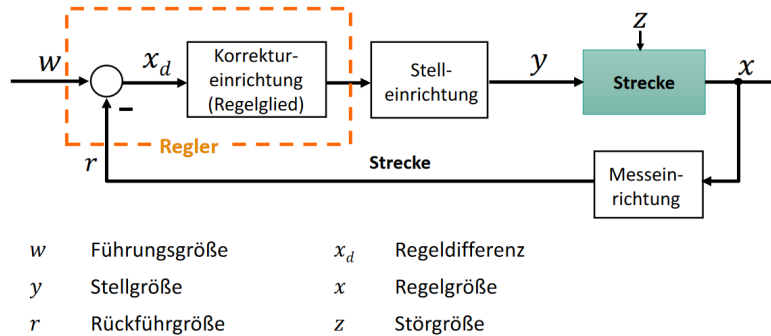 z
w
x_d
Korrektur-
einrichtung
(Regelglied)
Stell-
einrichtung
y
Strecke
x
−
Regler
r
Strecke
Messein-
richtung
w Führungsgröße x_d Regeldifferenz
y Stellgröße x Regelgröße
r Rückführgröße z Störgröße